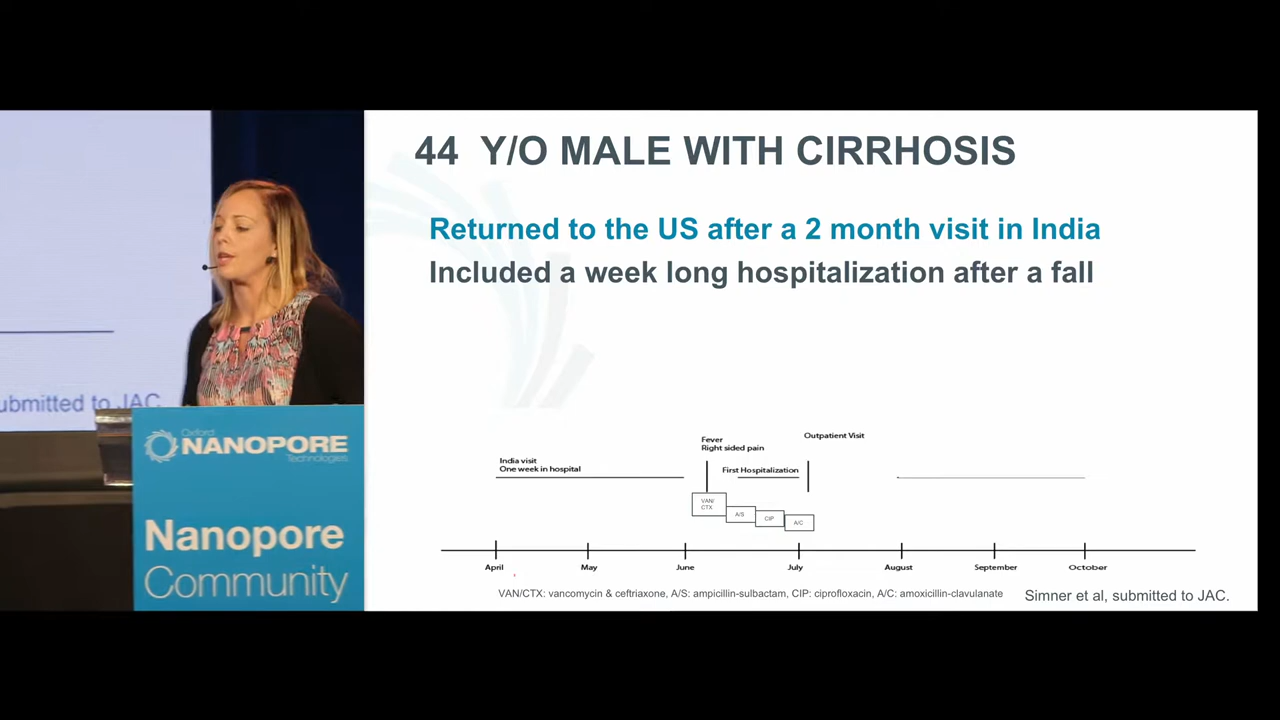 44 Y/O MALE WITH CIRRHOSIS
Returned to the US after a 2 month visit in India
Included a week long hospitalization after a fall
Fever
Right sided pain
Outpatient Visit
India visit
One week in hospital
First Hospitalization
VAN/
CTX
A/S
CIP
A/C
April May June July August September October
VAN/CTX: vancomycin & ceftriaxone, A/S: ampicillin-sulbactam, CIP: ciprofloxacin, A/C: amoxicillin-clavulanate
Simner et al, submitted to JAC.
ubmitted to JAC.
Oxford
NANOPORE
Technologies
Nanopore
Community